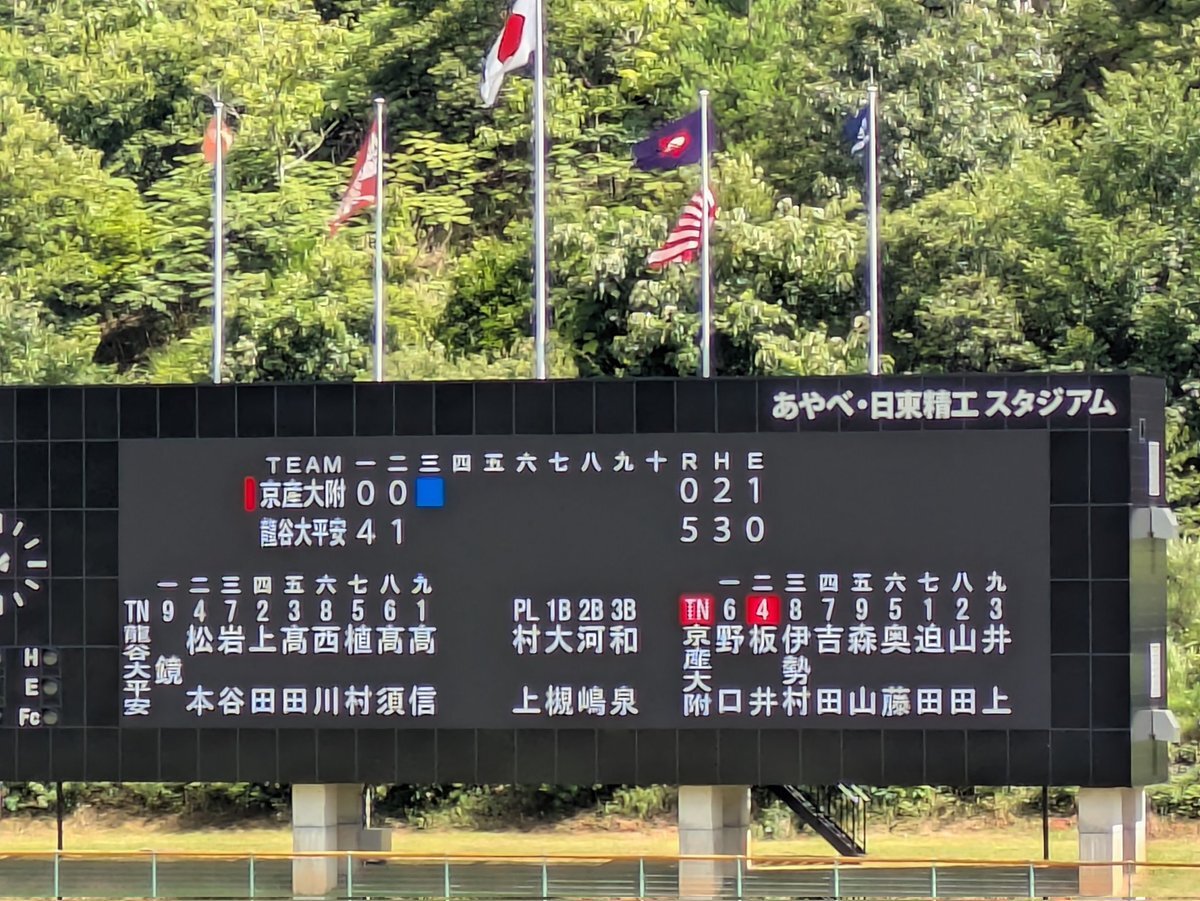 あやべ・日東精工 スタジアム
TEAM 一 二 三 四 五 六 七 八 九 十 R H E
京産大附 0 0 0 2 1
龍谷大平安 4 1 5 3 0
一 二 三 四 五 六 七 八 九
TN 9 4 7 2 3 8 5 6 1
龍谷大平安 鏡 松本 岩谷 上田 髙田 西川 植村 髙須 髙信
PL 1B 2B 3B
村上 大槻 河嶋 和泉
一 二 三 四 五 六 七 八 九
TN 6 4 8 7 9 5 1 2 3
京産大附 野口 板井 伊勢村 吉田 森山 奥藤 迫田 山田 井上
H
E
Fc